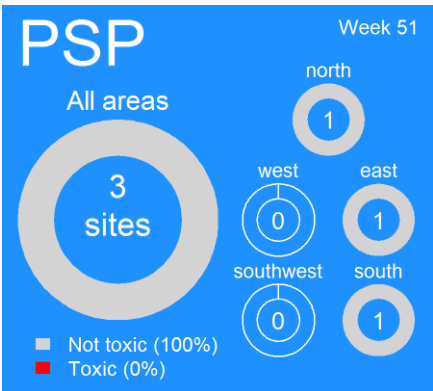 PSP
Week 51
All areas
3
sites
north
1
west
0
east
1
southwest
0
south
1
Not toxic (100%)
Toxic (0%)